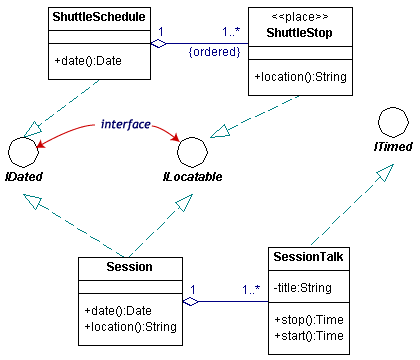 ShuttleSchedule
+date():Date
1
1..*
{ordered}
<<place>>
ShuttleStop
+location():String
interface
IDated
ILocatable
ITimed
Session
+date():Date
+location():String
1
1..*
SessionTalk
-title:String
+stop():Time
+start():Time